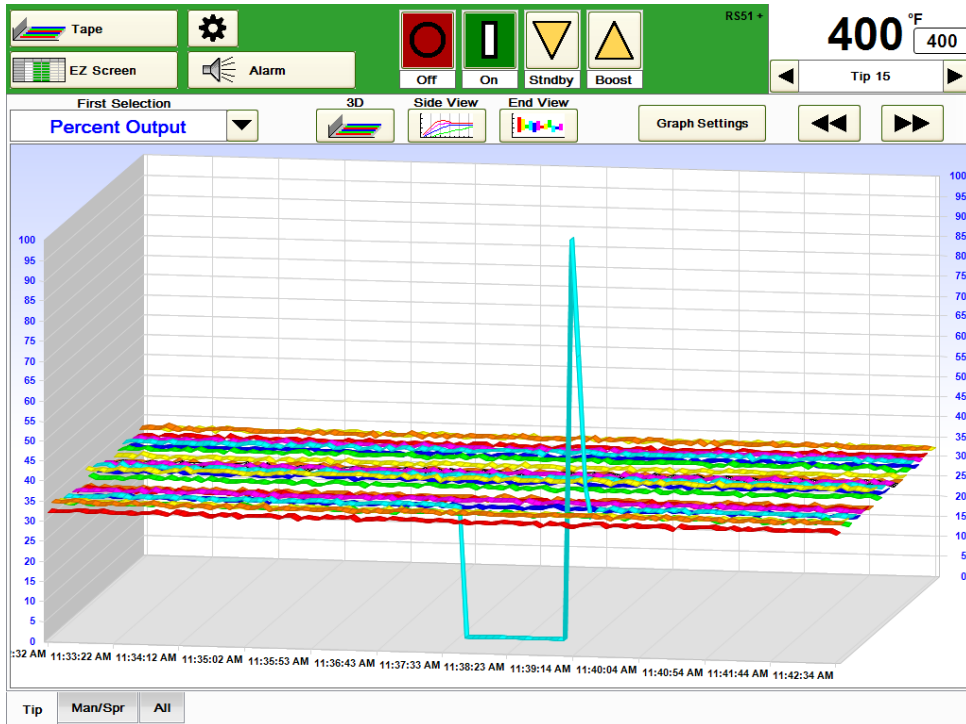 Tape
EZ Screen
Alarm
Off
On
Stndby
Boost
RS51 +
400 °F
400
Tip 15
First Selection
Percent Output
3D
Side View
End View
Graph Settings
100
95
90
85
80
75
70
65
60
55
50
45
40
35
30
25
20
15
10
5
0
100
95
90
85
80
75
70
65
60
55
50
45
40
35
30
25
20
15
10
5
0
:32 AM 11:33:22 AM 11:34:12 AM 11:35:02 AM 11:35:53 AM 11:36:43 AM 11:37:33 AM 11:38:23 AM 11:39:14 AM 11:40:04 AM 11:40:54 AM 11:41:44 AM 11:42:34 AM
Tip
Man/Spr
All